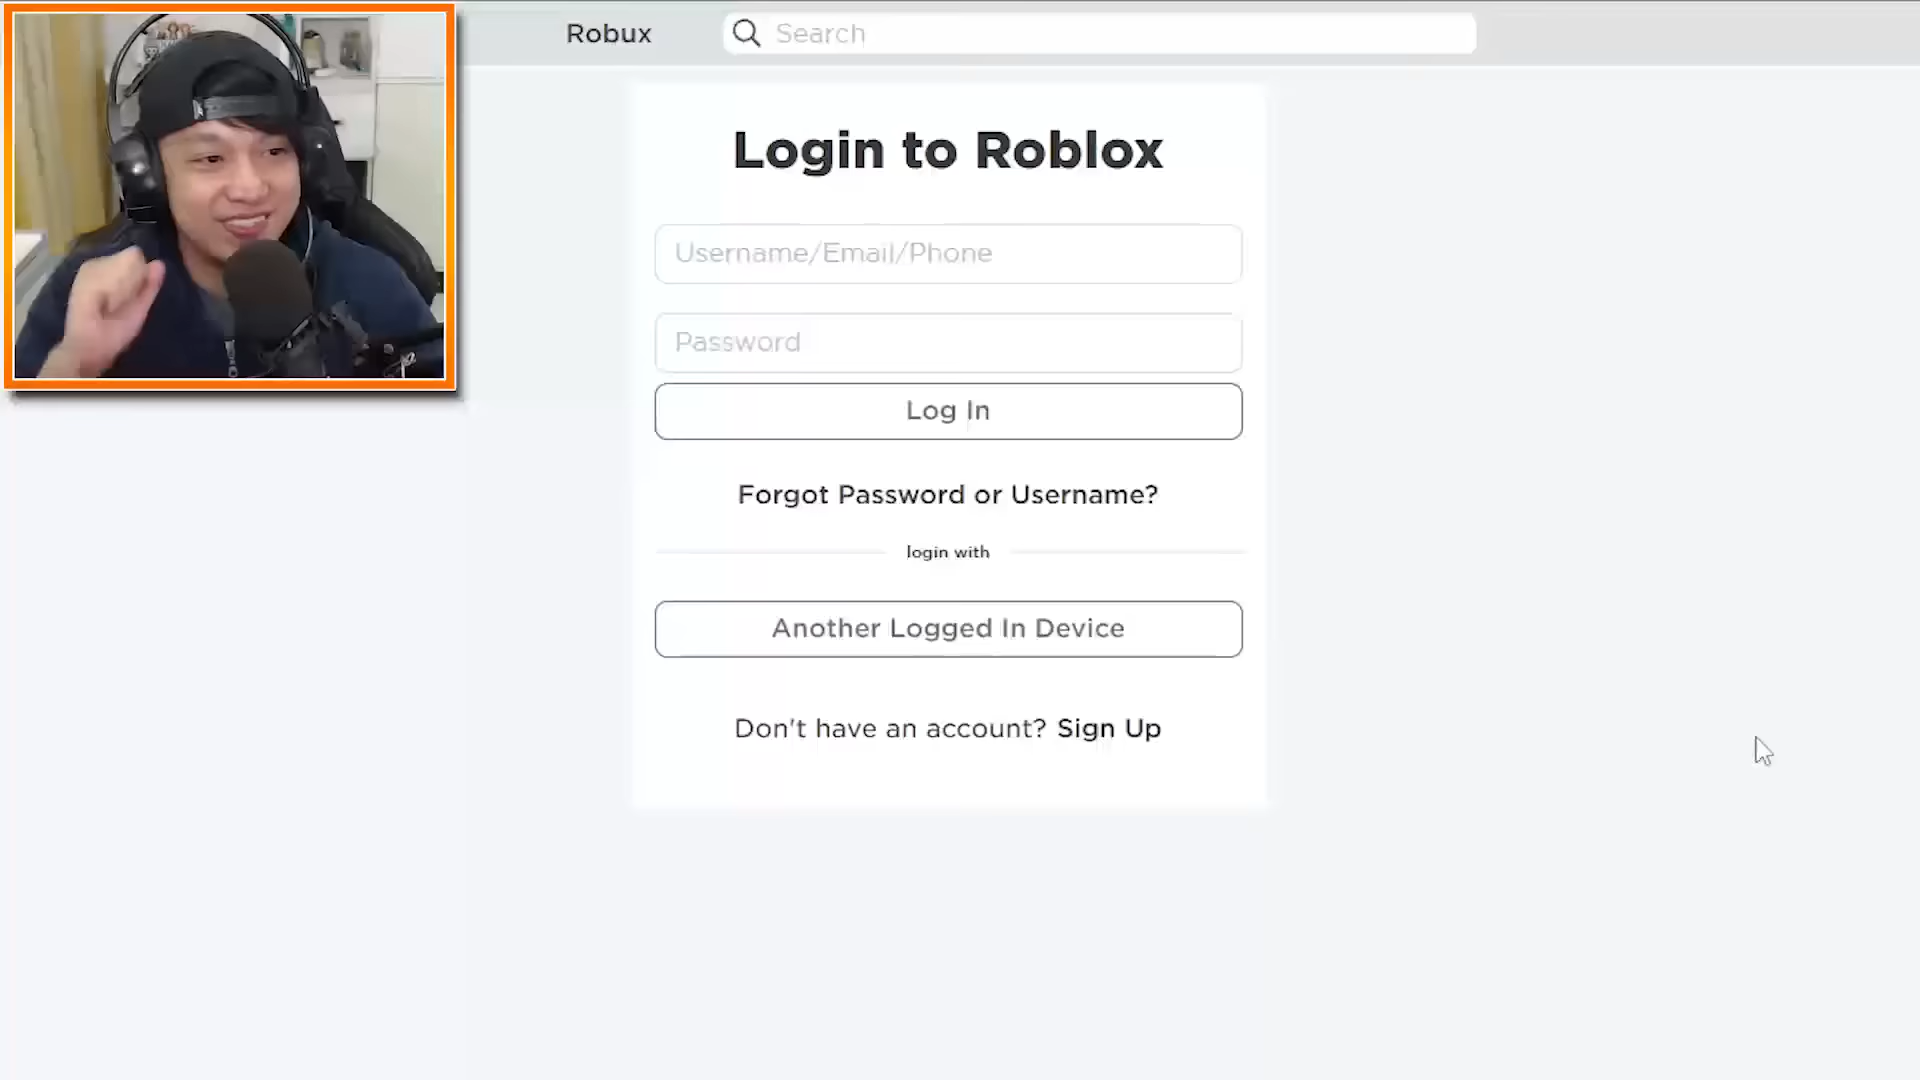 Robux
Search
Login to Roblox
Username/Email/Phone
Password
Log In
Forgot Password or Username?
login with
Another Logged In Device
Don't have an account? Sign Up